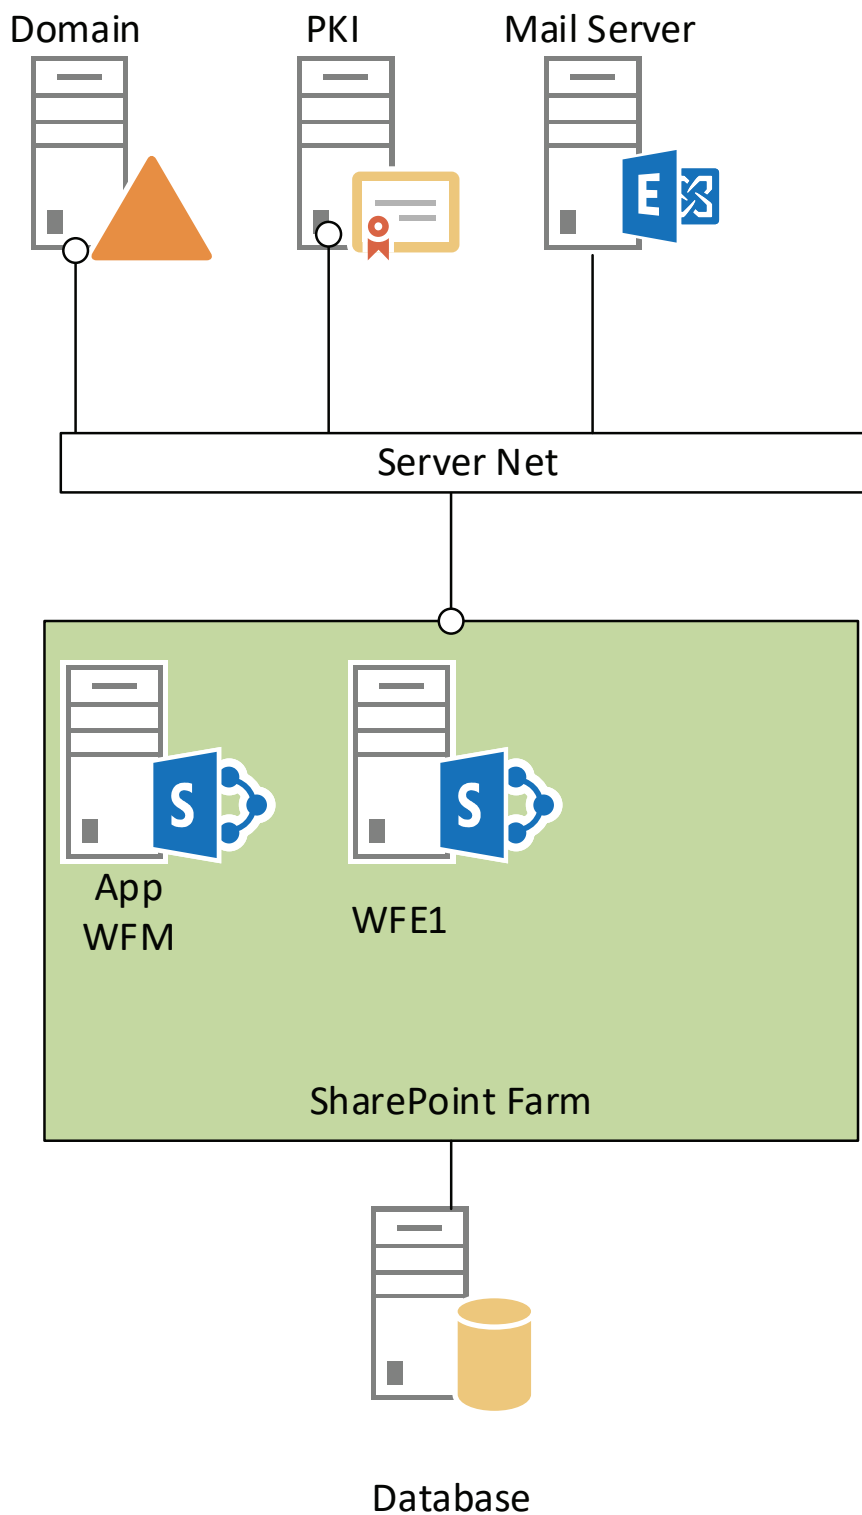 Domain
PKI
Mail Server
E
Server Net
S
S
App
WFM
WFE1
SharePoint Farm
Database